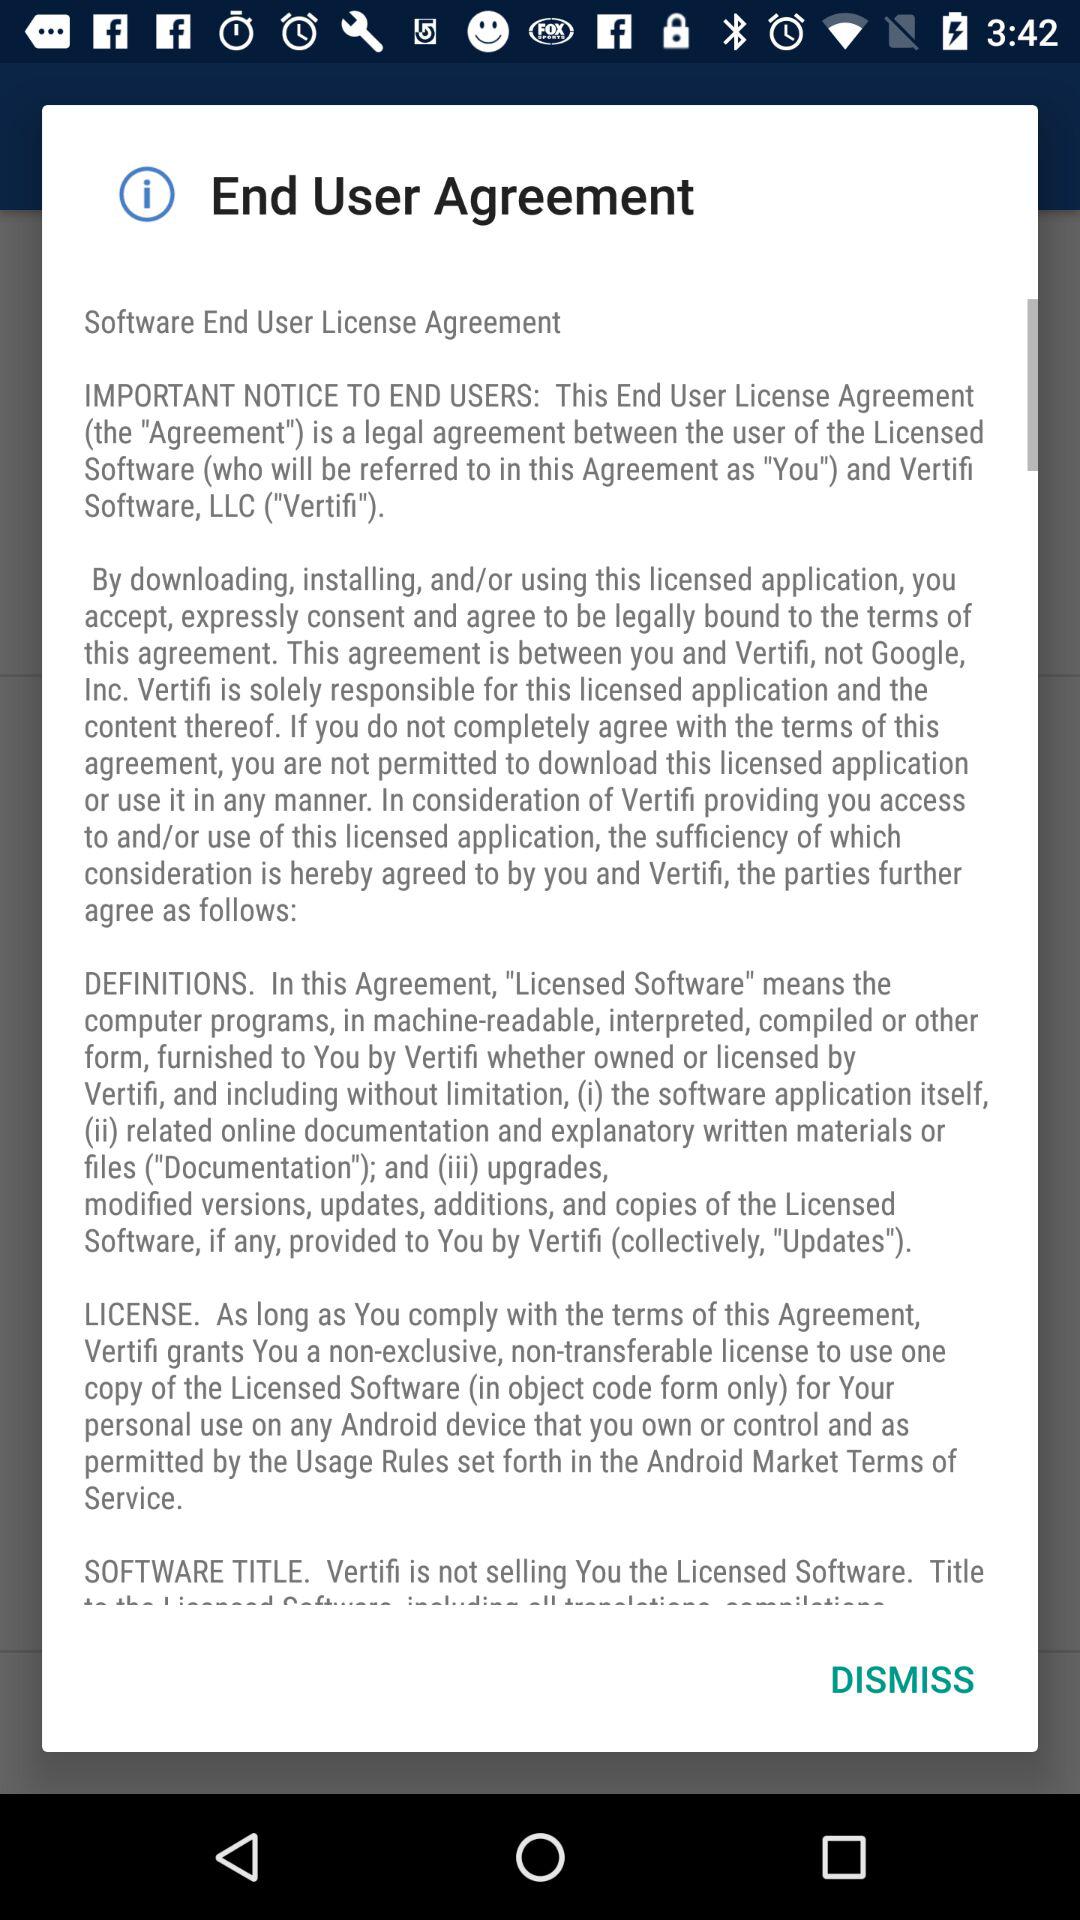 3:42
FOX
SPORTS
End User Agreement
Software End User License Agreement
IMPORTANT NOTICE TO END USERS:  This End User License Agreement
(the "Agreement") is a legal agreement between the user of the Licensed
Software (who will be referred to in this Agreement as "You") and Vertifi
Software, LLC ("Vertifi").
By downloading, installing, and/or using this licensed application, you
accept, expressly consent and agree to be legally bound to the terms of
this agreement. This agreement is between you and Vertifi, not Google,
Inc. Vertifi is solely responsible for this licensed application and the
content thereof. If you do not completely agree with the terms of this
agreement, you are not permitted to download this licensed application
or use it in any manner. In consideration of Vertifi providing you access
to and/or use of this licensed application, the sufficiency of which
consideration is hereby agreed to by you and Vertifi, the parties further
agree as follows:
DEFINITIONS.  In this Agreement, "Licensed Software" means the
computer programs, in machine-readable, interpreted, compiled or other
form, furnished to You by Vertifi whether owned or licensed by
Vertifi, and including without limitation, (i) the software application itself,
(ii) related online documentation and explanatory written materials or
files ("Documentation"); and (iii) upgrades,
modified versions, updates, additions, and copies of the Licensed
Software, if any, provided to You by Vertifi (collectively, "Updates").
LICENSE.  As long as You comply with the terms of this Agreement,
Vertifi grants You a non-exclusive, non-transferable license to use one
copy of the Licensed Software (in object code form only) for Your
personal use on any Android device that you own or control and as
permitted by the Usage Rules set forth in the Android Market Terms of
Service.
SOFTWARE TITLE.  Vertifi is not selling You the Licensed Software.  Title
to the Licensed Software, including all translations, compilations,
DISMISS